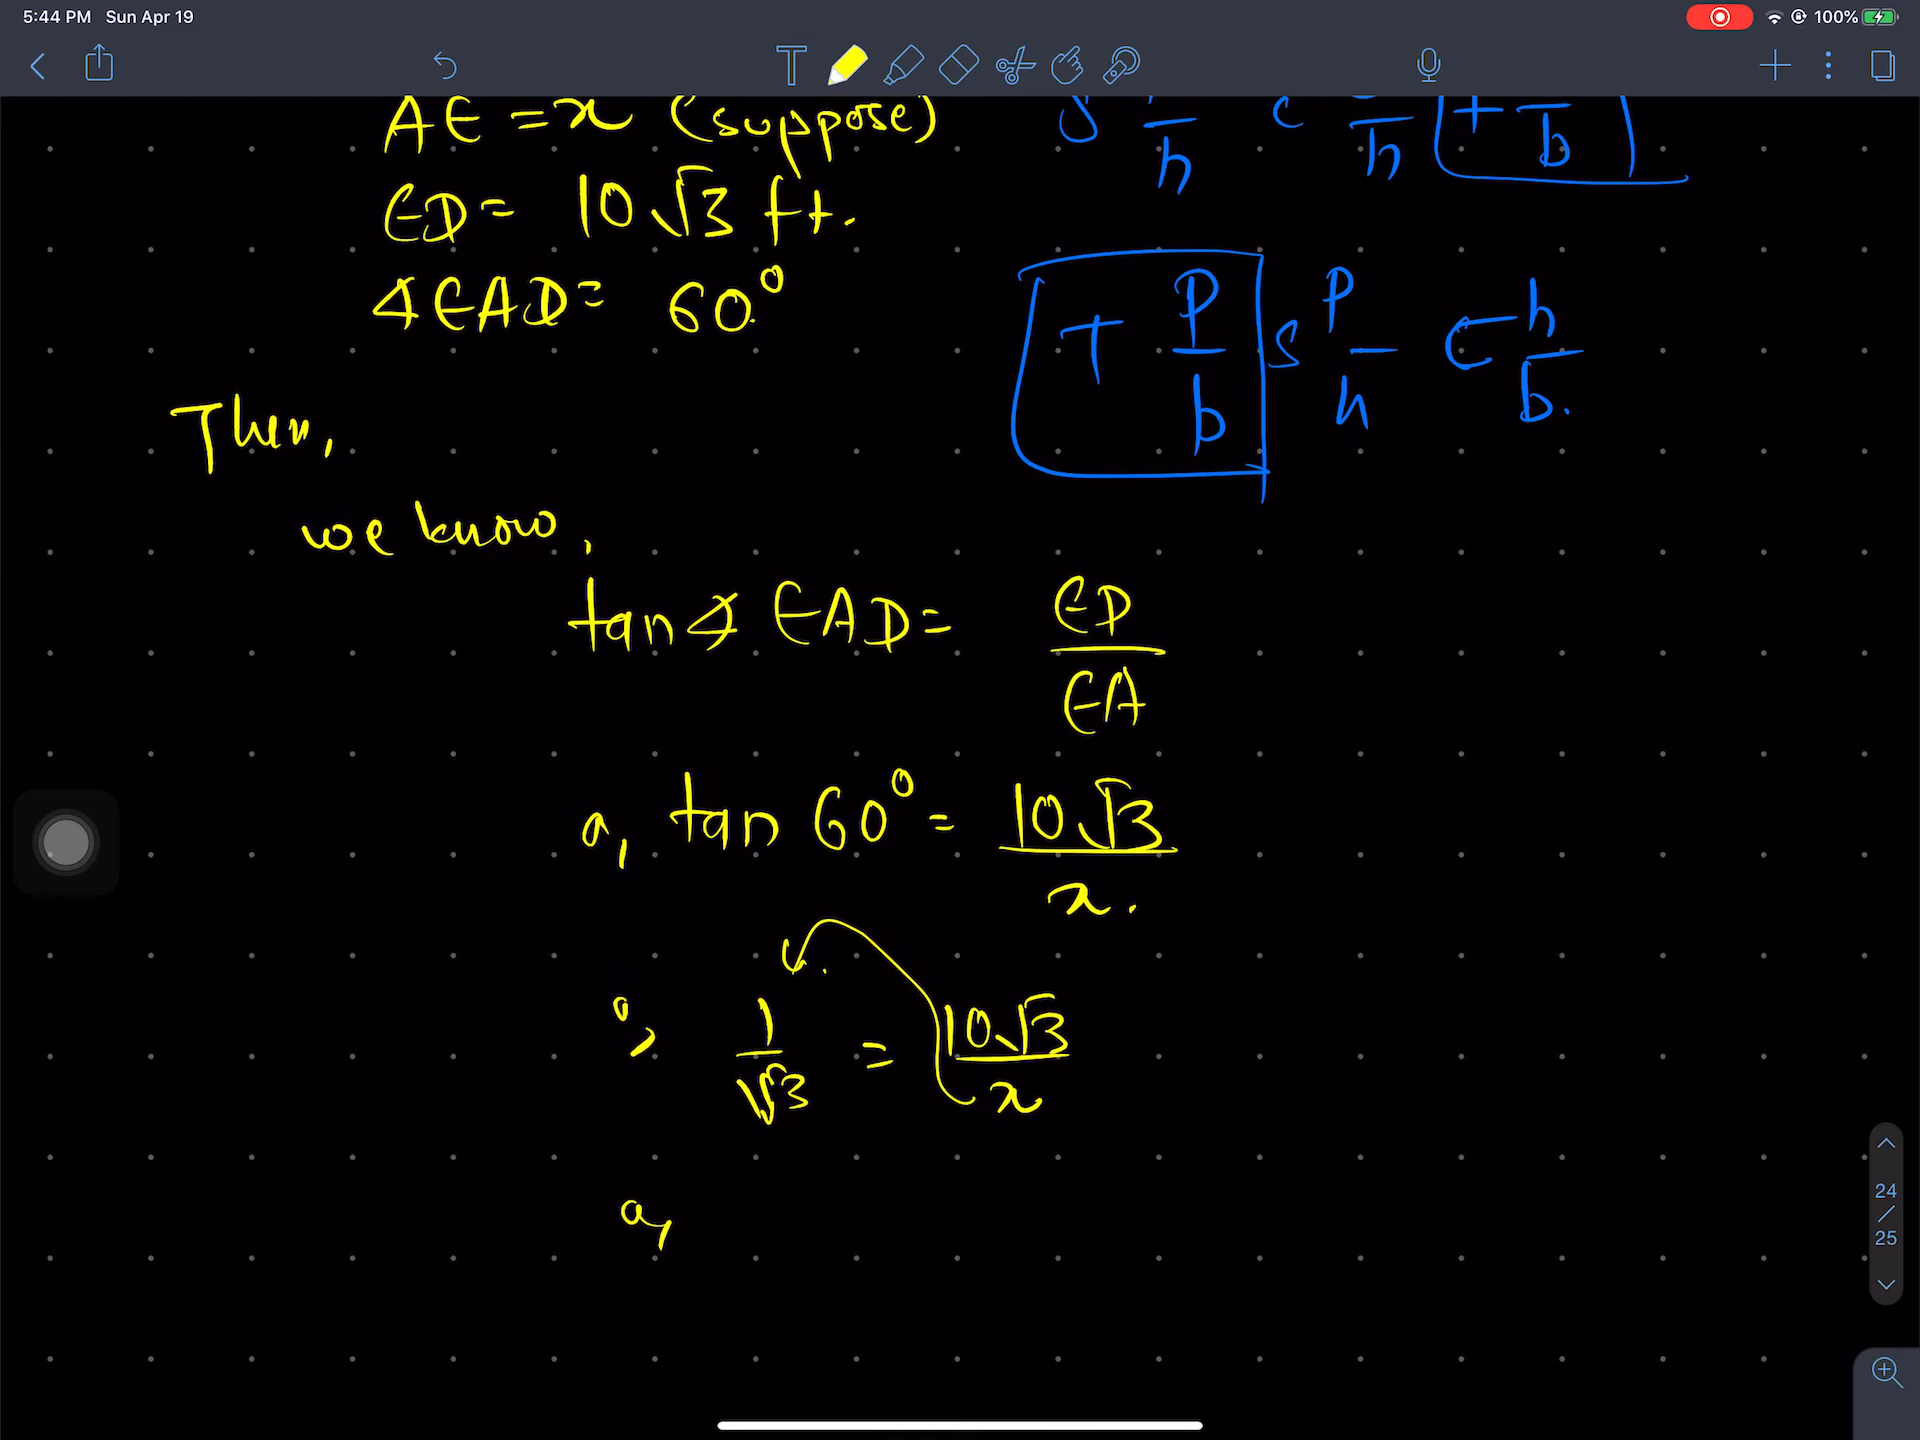 5:44 PM Sun Apr 19
100%
AE = x (suppose)
ED = 10√3 ft.
∢EAD = 60°
h h b
T p/b s p/h C h/b.
Then,
we know,
tan∢ EAD = ED/EA
or, tan 60° = 10√3/x.
or, 1/√3 = 10√3/x
or,
24
/
25